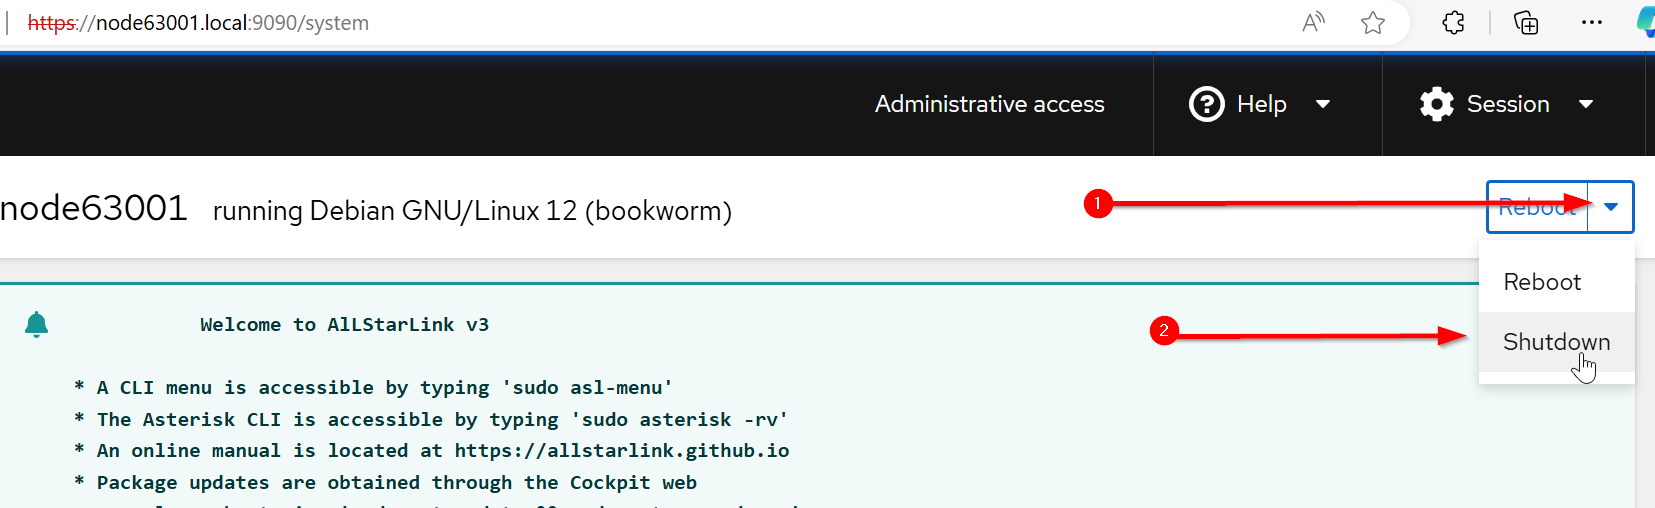 https://node63001.local:9090/system
Administrative access
Help
Session
node63001 running Debian GNU/Linux 12 (bookworm)
1
Reboot
Reboot
2
Shutdown
Welcome to AlLStarLink v3
* A CLI menu is accessible by typing 'sudo asl-menu'
* The Asterisk CLI is accessible by typing 'sudo asterisk -rv'
* An online manual is located at https://allstarlink.github.io
* Package updates are obtained through the Cockpit web